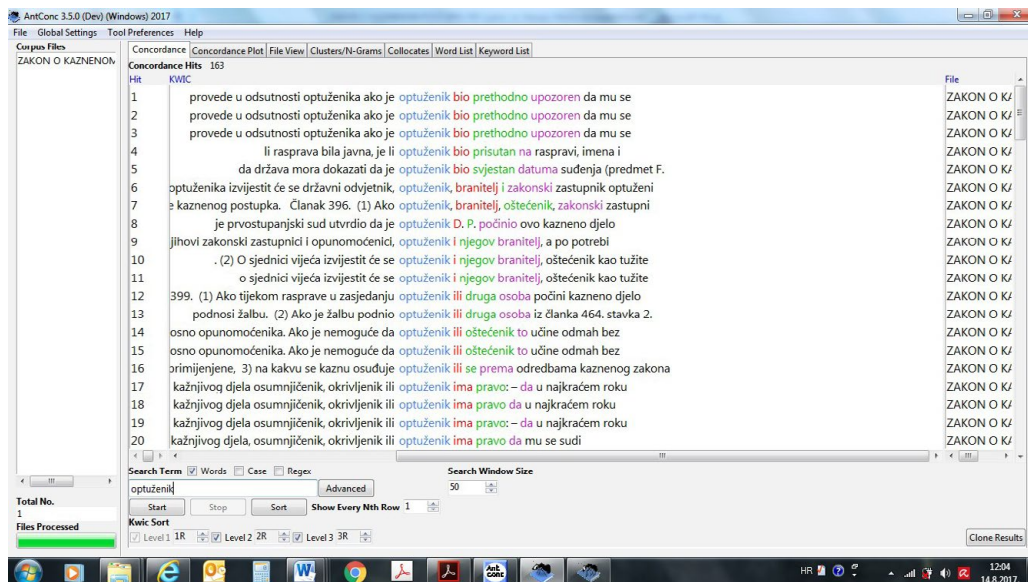 AntConc 3.5.0 (Dev) (Windows) 2017
File Global Settings Tool Preferences Help
Corpus Files
ZAKON O KAZNENOM
Concordance Concordance Plot File View Clusters/N-Grams Collocates Word List Keyword List
Concordance Hits 163
Hit KWIC File
1 provede u odsutnosti optuženika ako je optuženik bio prethodno upozoren da mu se ZAKON O KA
2 provede u odsutnosti optuženika ako je optuženik bio prethodno upozoren da mu se ZAKON O KA
3 provede u odsutnosti optuženika ako je optuženik bio prethodno upozoren da mu se ZAKON O KA
4 li rasprava bila javna, je li optuženik bio prisutan na raspravi, imena i ZAKON O KA
5 da država mora dokazati da je optuženik bio svjestan datuma suđenja (predmet F. ZAKON O KA
6 optuženika izvijestit će se državni odvjetnik, optuženik, branitelj i zakonski zastupnik optuženi ZAKON O KA
7 e kaznenog postupka. Članak 396. (1) Ako optuženik, branitelj, oštećenik, zakonski zastupni ZAKON O KA
8 je prvostupanjski sud utvrdio da je optuženik D. P. počinio ovo kazneno djelo ZAKON O KA
9 jihovi zakonski zastupnici i opunomoćenici, optuženik i njegov branitelj, a po potrebi ZAKON O KA
10 . (2) O sjednici vijeća izvijestit će se optuženik i njegov branitelj, oštećenik kao tužite ZAKON O KA
11 o sjednici vijeća izvijestit će se optuženik i njegov branitelj, oštećenik kao tužite ZAKON O KA
12 399. (1) Ako tijekom rasprave u zasjedanju optuženik ili druga osoba počini kazneno djelo ZAKON O KA
13 podnosi žalbu. (2) Ako je žalbu podnio optuženik ili druga osoba iz članka 464. stavka 2. ZAKON O KA
14 osno opunomoćenika. Ako je nemoguće da optuženik ili oštećenik to učine odmah bez ZAKON O KA
15 osno opunomoćenika. Ako je nemoguće da optuženik ili oštećenik to učine odmah bez ZAKON O KA
16 primijenjene, 3) na kakvu se kaznu osuđuje optuženik ili se prema odredbama kaznenog zakona ZAKON O KA
17 kažnjivog djela osumnjičenik, okrivljenik ili optuženik ima pravo: – da u najkraćem roku ZAKON O KA
18 kažnjivog djela osumnjičenik, okrivljenik ili optuženik ima pravo da u najkraćem roku ZAKON O KA
19 kažnjivog djela osumnjičenik, okrivljenik ili optuženik ima pravo: – da u najkraćem roku ZAKON O KA
20 kažnjivog djela, osumnjičenik, okrivljenik ili optuženik ima pravo da mu se sudi ZAKON O KA
Search Term Words Case Regex Search Window Size
optuženik Advanced 50
Total No.
1
Start Stop Sort Show Every Nth Row 1
Files Processed
Kwic Sort
Level 1 1R Level 2 2R Level 3 3R Clone Results
HR 12:04
14.8.2017